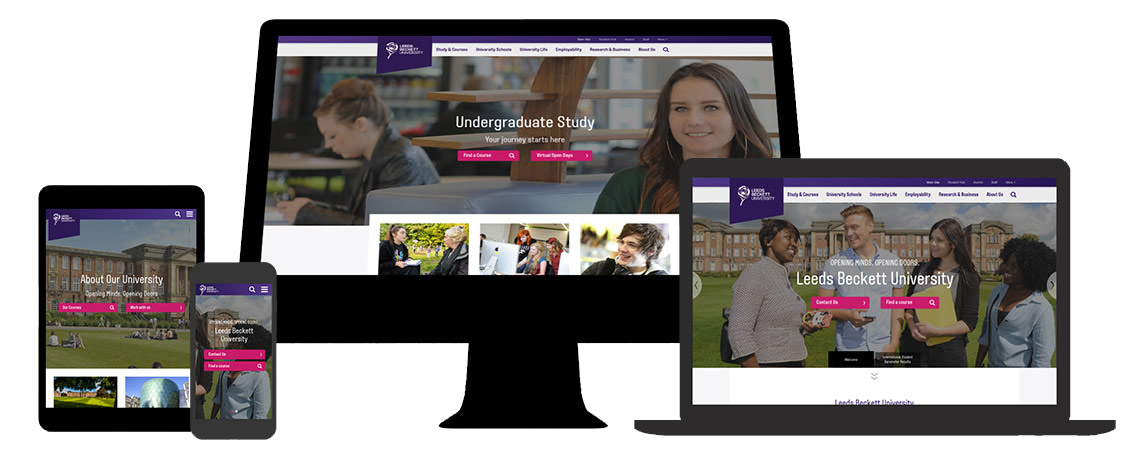 Main Site Student Hub Alumni Staff More
LEEDS
BECKETT
UNIVERSITY
Study & Courses University Schools University Life Employability Research & Business About Us
Undergraduate Study
Your journey starts here
Find a Course
Virtual Open Days
Main Site Student Hub Alumni Staff More
LEEDS
BECKETT
UNIVERSITY
Study & Courses University Schools University Life Employability Research & Business About Us
OPENING MINDS, OPENING DOORS.
Leeds Beckett University
Contact Us
Find a course
Welcome
International Student
Barometer Results
Leeds Beckett University
LEEDS
BECKETT
UNIVERSITY
About Our University
Opening Minds, Opening Doors
Our Courses
Work with us
LEEDS
BECKETT
UNIVERSITY
OPENING MINDS, OPENING DOORS.
Leeds Beckett
University
Contact Us
Find a course